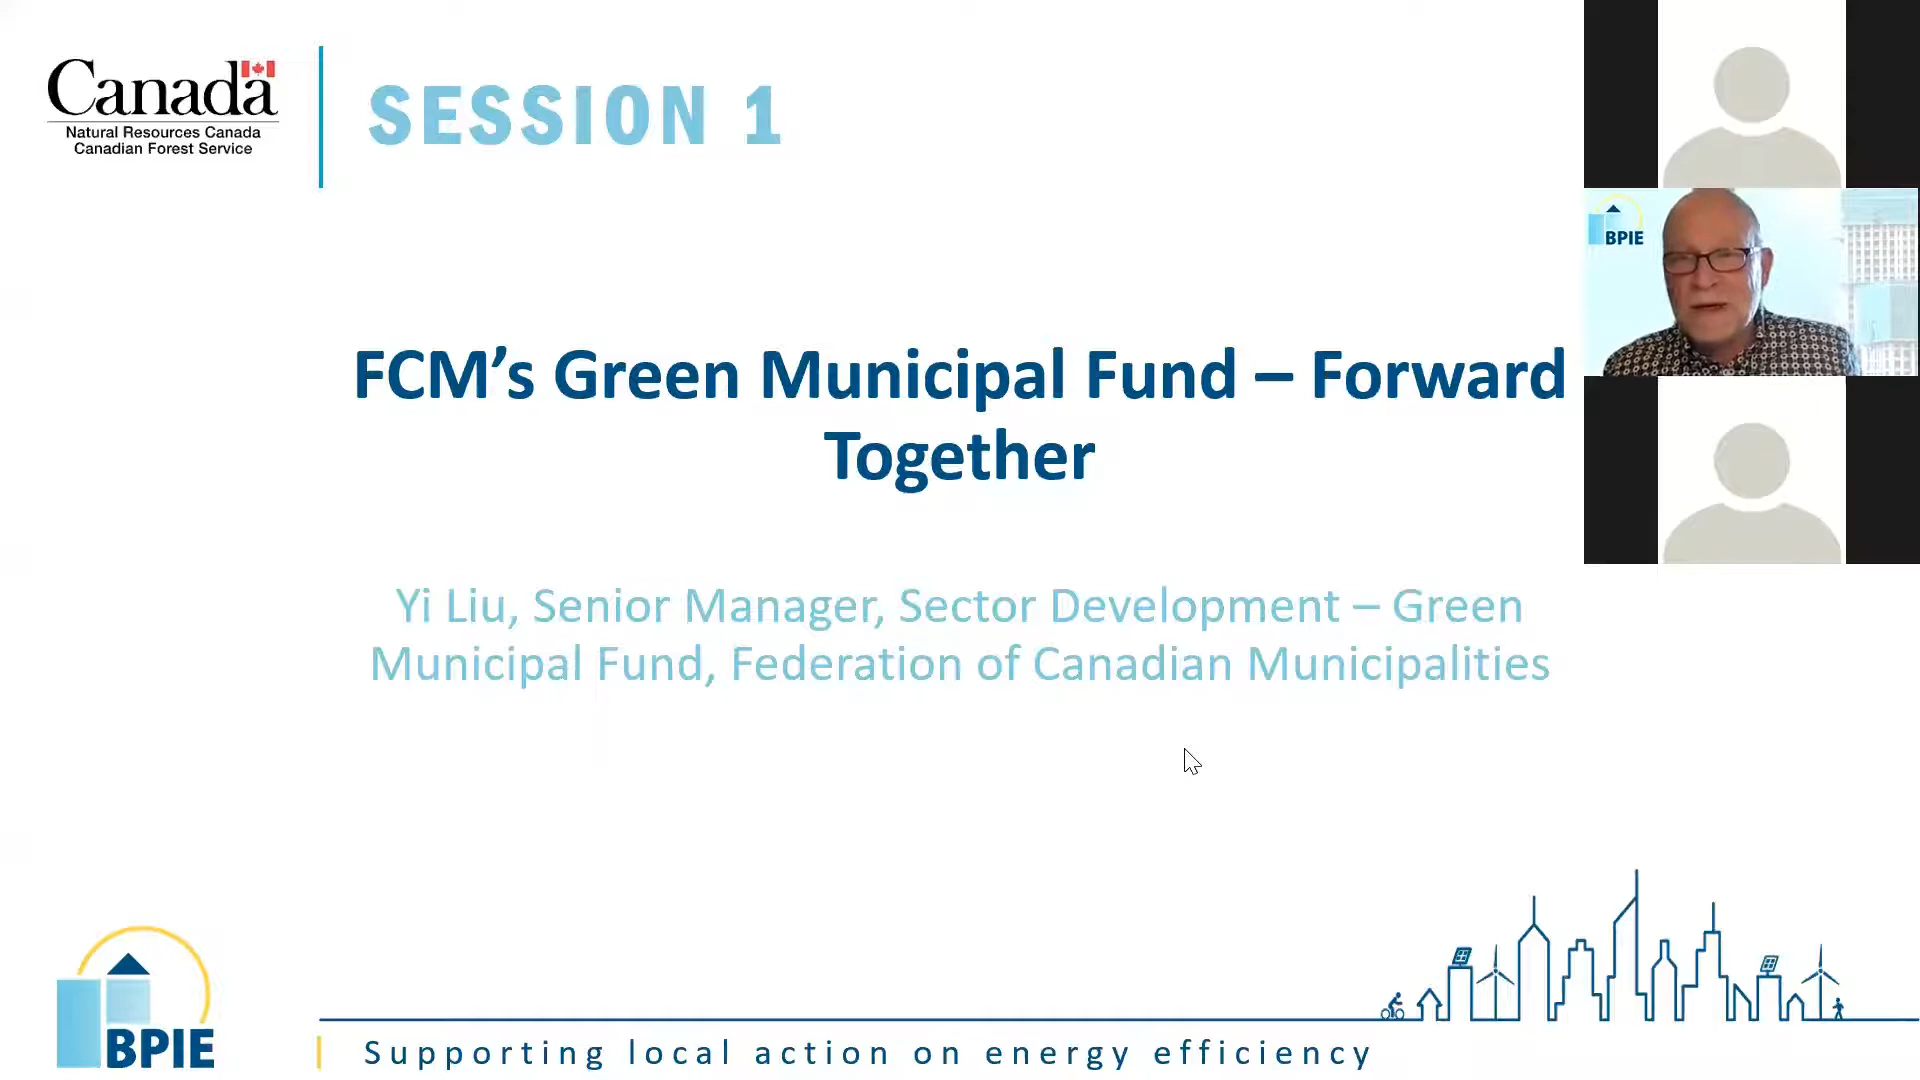 Canada
Natural Resources Canada
Canadian Forest Service
SESSION 1
BPIE
FCM’s Green Municipal Fund – Forward
Together
Yi Liu, Senior Manager, Sector Development – Green
Municipal Fund, Federation of Canadian Municipalities
BPIE
Supporting local action on energy efficiency